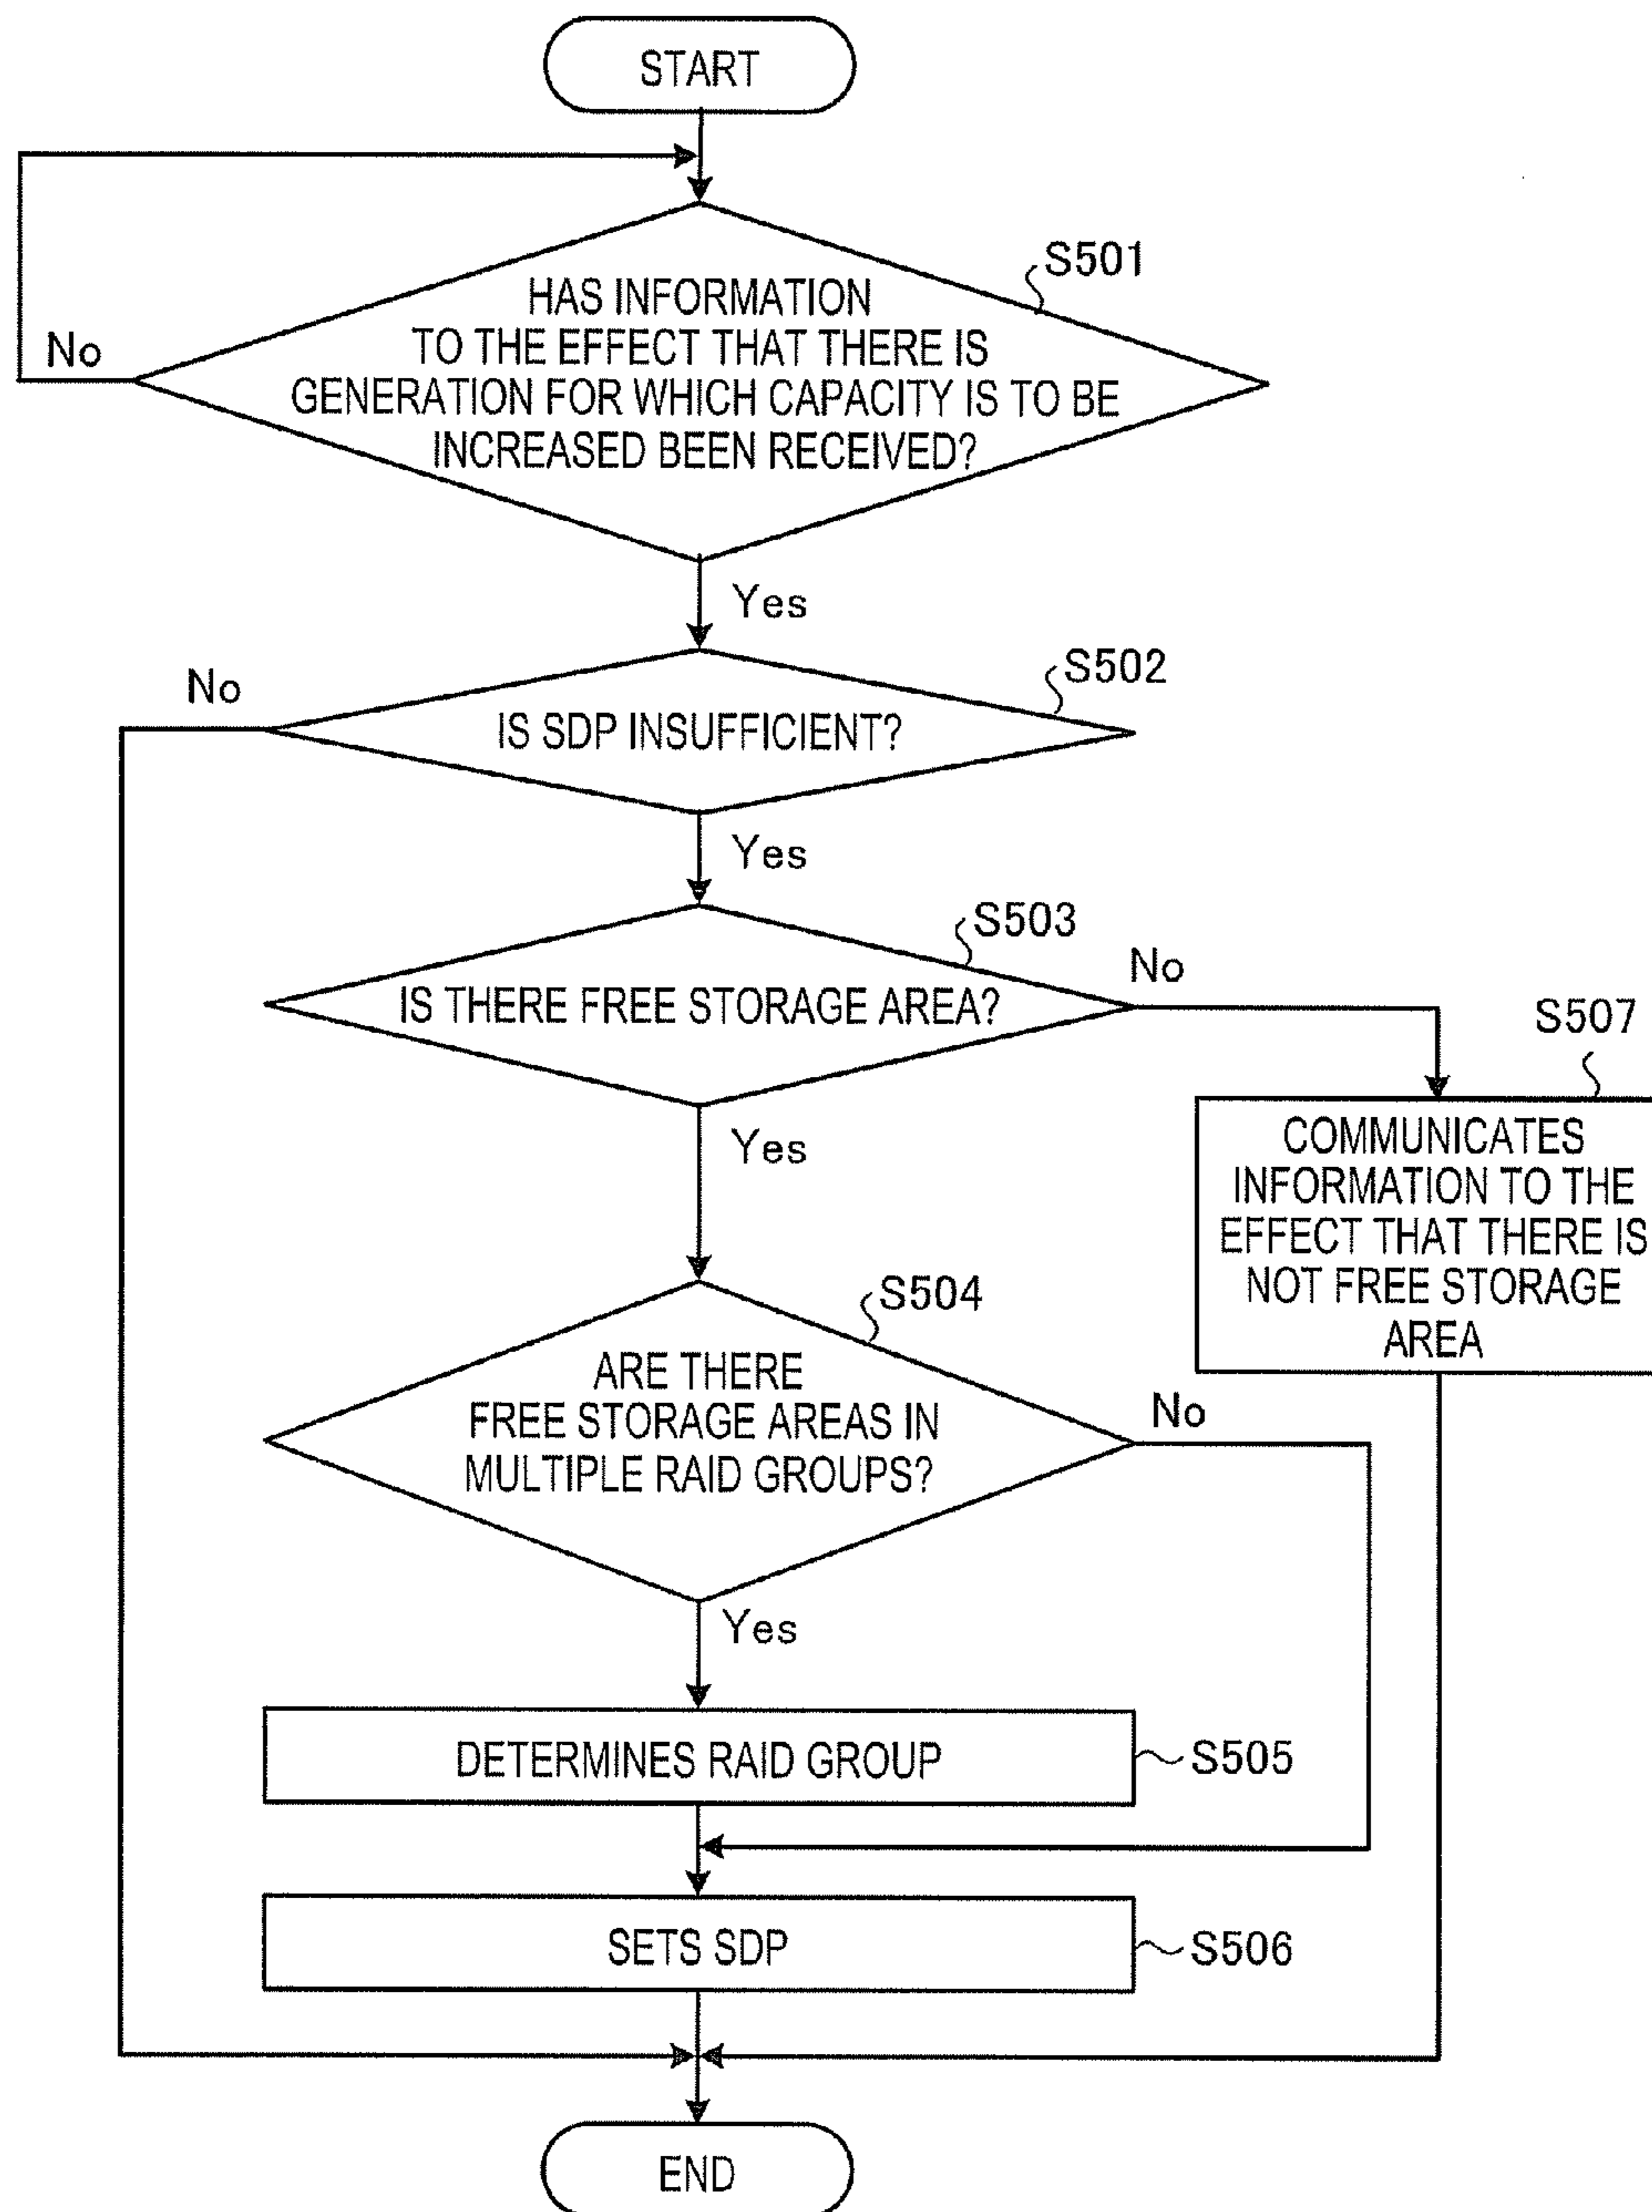 START
S501
HAS INFORMATION
TO THE EFFECT THAT THERE IS
GENERATION FOR WHICH CAPACITY IS TO BE
INCREASED BEEN RECEIVED?
No
Yes
S502
No
IS SDP INSUFFICIENT?
Yes
S503
No
IS THERE FREE STORAGE AREA?
S507
Yes
COMMUNICATES
INFORMATION TO THE
EFFECT THAT THERE IS
NOT FREE STORAGE
AREA
S504
ARE THERE
FREE STORAGE AREAS IN
MULTIPLE RAID GROUPS?
No
Yes
DETERMINES RAID GROUP
S505
SETS SDP
S506
END